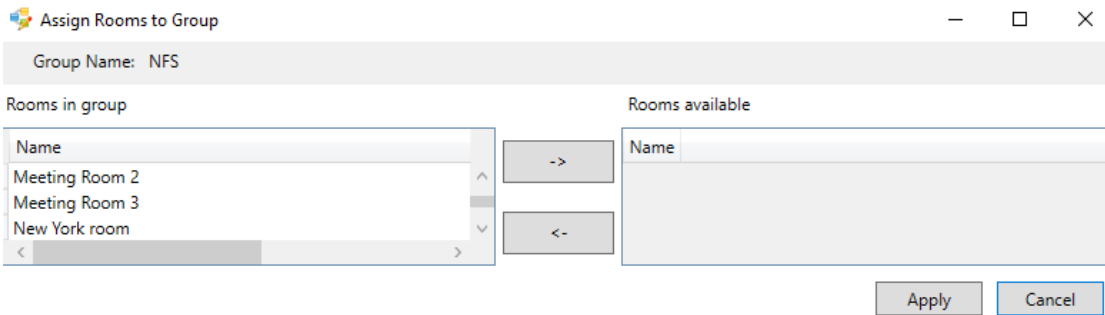 Assign Rooms to Group
Group Name: NFS
Rooms in group
Rooms available
Name
Meeting Room 2
Meeting Room 3
New York room
->
<-
Name
Apply
Cancel